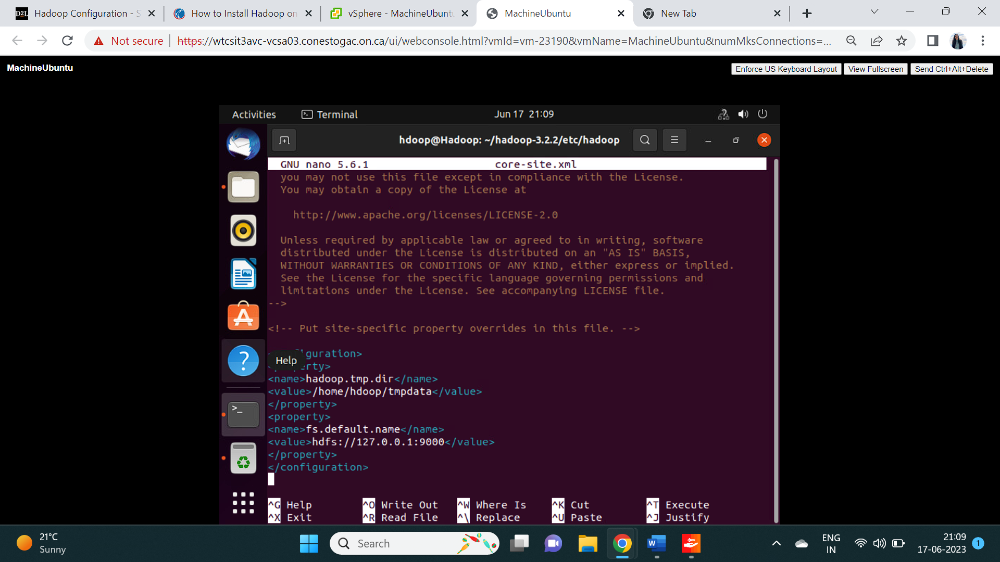 Hadoop Configuration - S
How to Install Hadoop on
vSphere - MachineUbuntu
MachineUbuntu
New Tab
Not secure
https://wtcsit3avc-vcsa03.conestogac.on.ca/ui/webconsole.html?vmId=vm-23190&vmName=MachineUbuntu&numMksConnections=...
MachineUbuntu
Enforce US Keyboard Layout
View Fullscreen
Send Ctrl+Alt+Delete
Activities
Terminal
Jun 17 21:09
hdoop@Hadoop: ~/hadoop-3.2.2/etc/hadoop
GNU nano 5.6.1 core-site.xml
you may not use this file except in compliance with the License.
You may obtain a copy of the License at
http://www.apache.org/licenses/LICENSE-2.0
Unless required by applicable law or agreed to in writing, software
distributed under the License is distributed on an "AS IS" BASIS,
WITHOUT WARRANTIES OR CONDITIONS OF ANY KIND, either express or implied.
See the License for the specific language governing permissions and
limitations under the License. See accompanying LICENSE file.
-->
<!-- Put site-specific property overrides in this file. -->
guration>
Help
rty>
<name>hadoop.tmp.dir</name>
<value>/home/hdoop/tmpdata</value>
</property>
<property>
<name>fs.default.name</name>
<value>hdfs://127.0.0.1:9000</value>
</property>
</configuration>
^G Help ^O Write Out ^W Where Is ^K Cut ^T Execute
^X Exit ^R Read File ^\ Replace ^U Paste ^J Justify
21°C
Sunny
Search
ENG
IN
21:09
17-06-2023
1